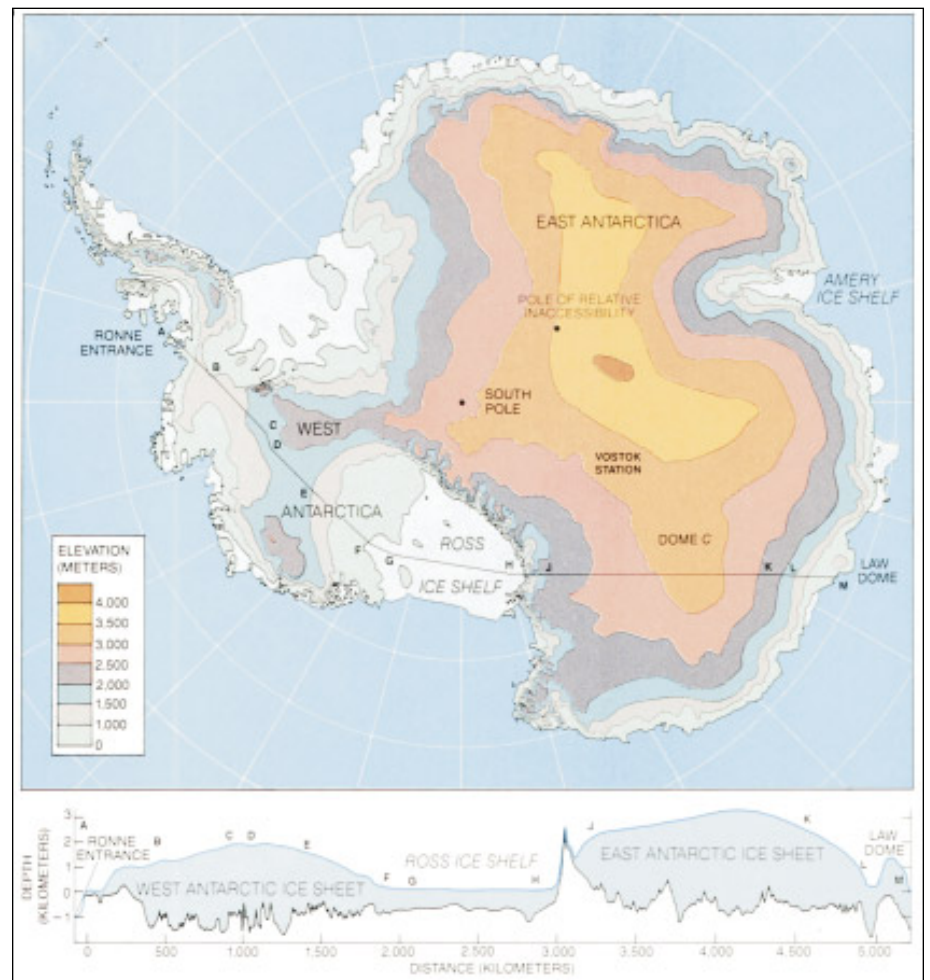 EAST ANTARCTICA
AMERY
ICE SHELF
POLE OF RELATIVE
INACCESSIBILITY
RONNE
ENTRANCE
A
B
SOUTH
POLE
C
WEST
D
VOSTOK
STATION
E
ANTARCTICA
DOME C
F
ROSS
G
H
J
K
L
LAW
DOME
ICE SHELF
M
ELEVATION
(METERS)
4,000
3,500
3,000
2,500
2,000
1,500
1,000
0
DEPTH
(KILOMETERS)
3
2
1
0
-1
A
RONNE
ENTRANCE
B
C
D
E
WEST ANTARCTIC ICE SHEET
F
G
ROSS ICE SHELF
H
J
EAST ANTARCTIC ICE SHEET
K
L
LAW
DOME
M
0
500
1,000
1,500
2,000
2,500
3,000
3,500
4,000
4,500
5,000
DISTANCE (KILOMETERS)